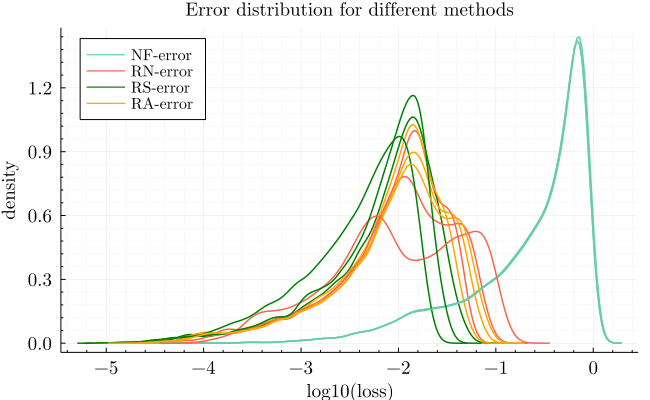 Error distribution for different methods
NF-error
RN-error
RS-error
RA-error
density
1.2
0.9
0.6
0.3
0.0
−5 −4 −3 −2 −1 0
log10(loss)